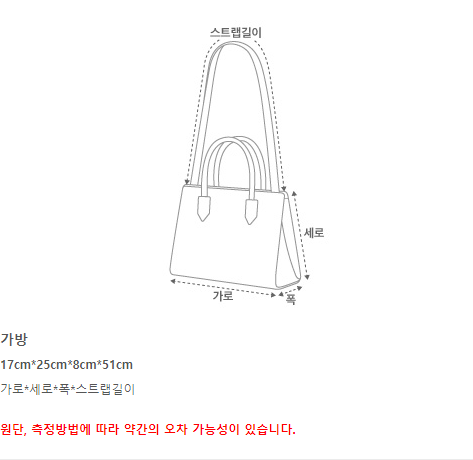 스트랩길이
세로
가로
폭
가방
17cm*25cm*8cm*51cm
가로*세로*폭*스트랩길이
원단, 측정방법에 따라 약간의 오차 가능성이 있습니다.